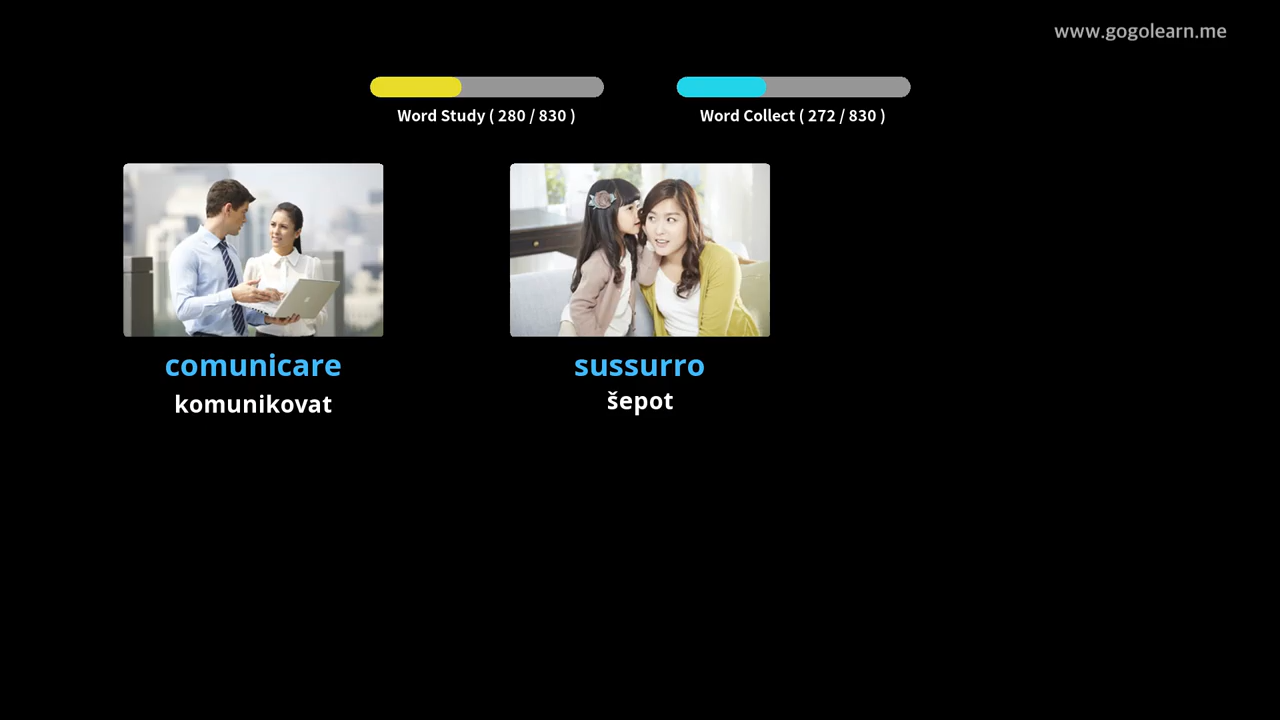 www.gogolearn.me
Word Study ( 280 / 830 )
Word Collect ( 272 / 830 )
comunicare
komunikovat
sussurro
šepot